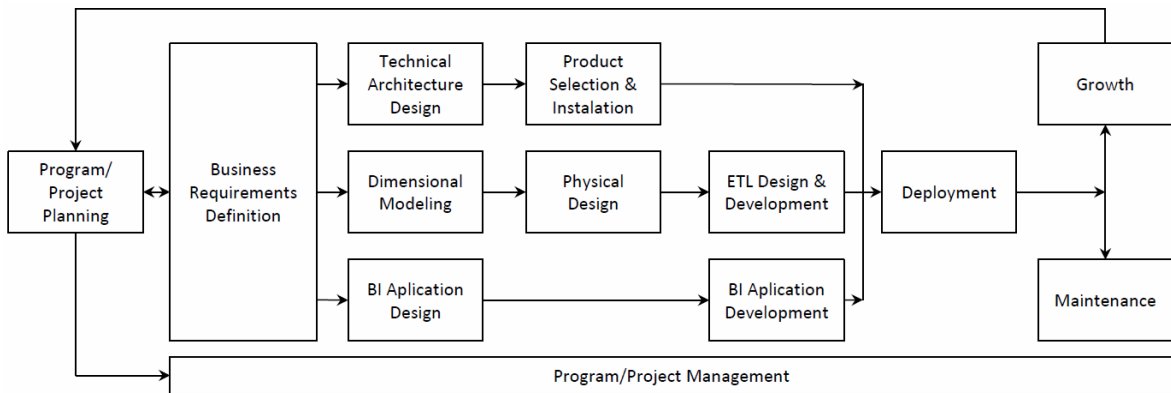 Program/
Project
Planning
Business
Requirements
Definition
Technical
Architecture
Design
Product
Selection &
Instalation
Dimensional
Modeling
Physical
Design
ETL Design &
Development
BI Aplication
Design
BI Aplication
Development
Deployment
Growth
Maintenance
Program/Project Management